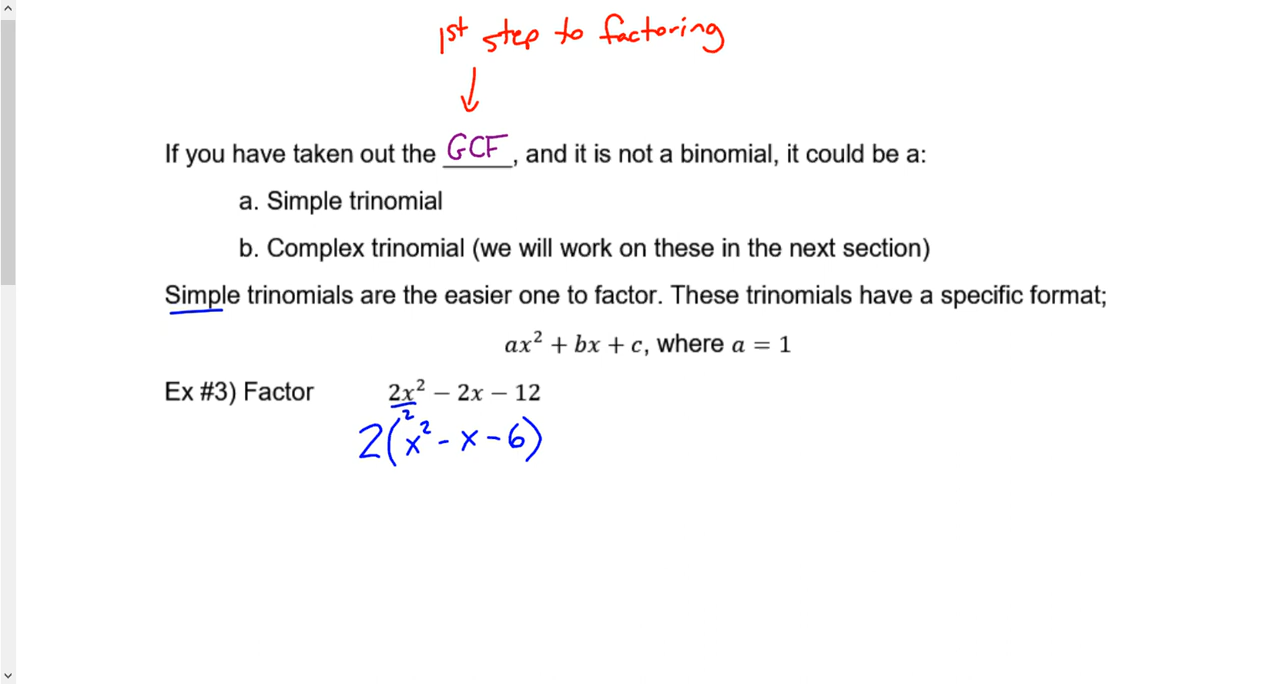 1st step to factoring
If you have taken out the GCF, and it is not a binomial, it could be a:
a. Simple trinomial
b. Complex trinomial (we will work on these in the next section)
Simple trinomials are the easier one to factor. These trinomials have a specific format;
ax² + bx + c, where a = 1
Ex #3) Factor 2x² − 2x − 12
2
2(x² - x - 6)